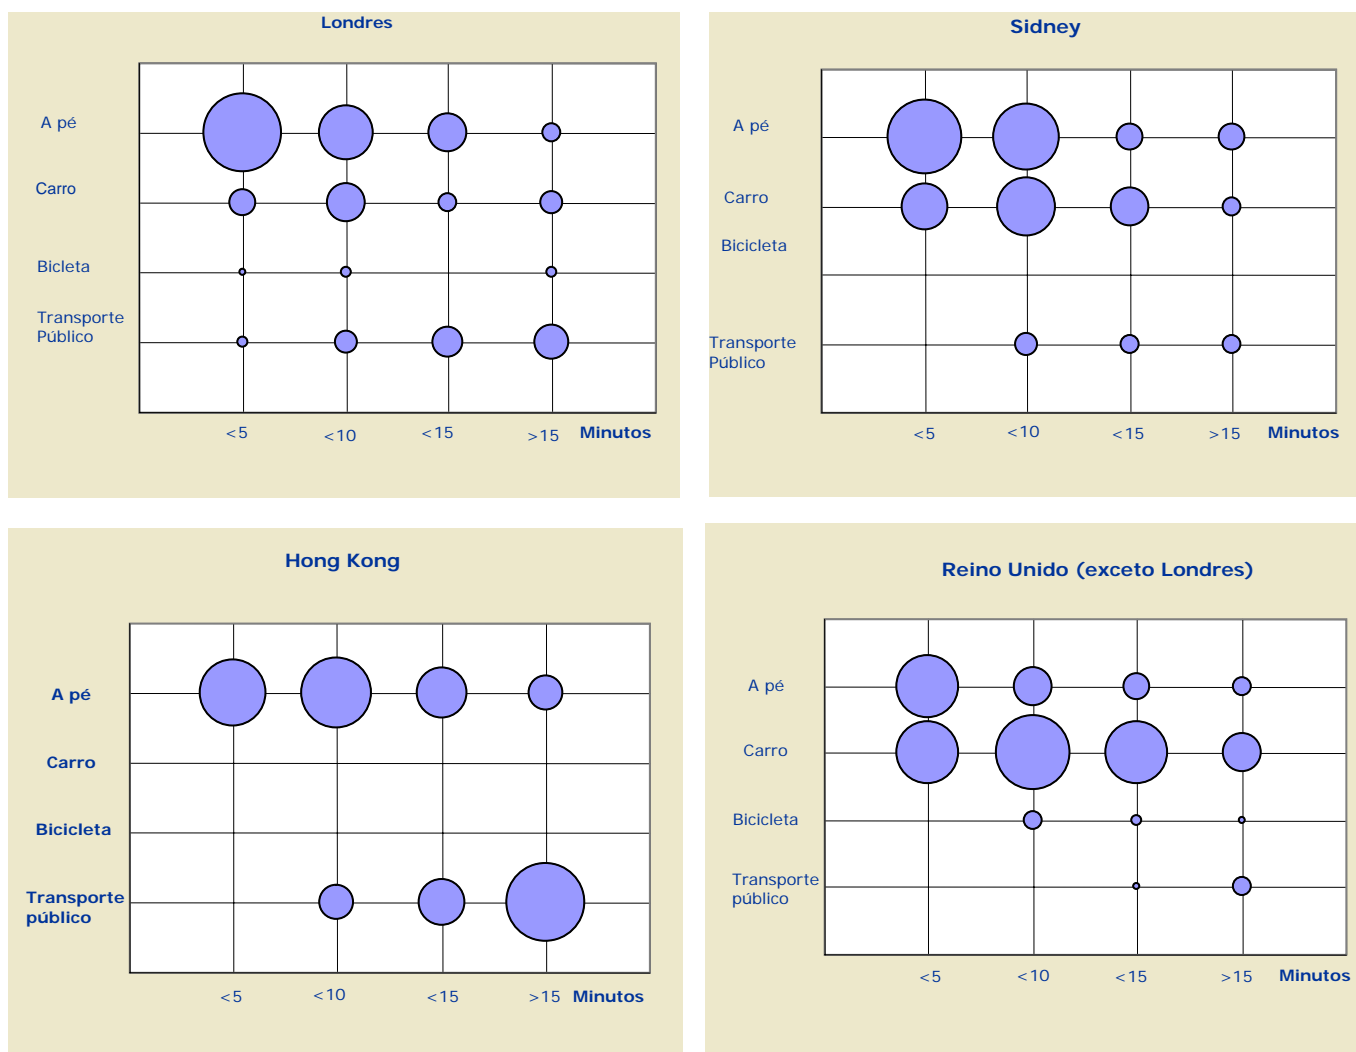 Londres
A pé
Carro
Bicleta
Transporte
Público
<5
<10
<15
>15
Minutos
Sidney
A pé
Carro
Bicicleta
Transporte
Público
<5
<10
<15
>15
Minutos
Hong Kong
A pé
Carro
Bicicleta
Transporte
público
<5
<10
<15
>15
Minutos
Reino Unido (exceto Londres)
A pé
Carro
Bicicleta
Transporte
público
<5
<10
<15
>15
Minutos